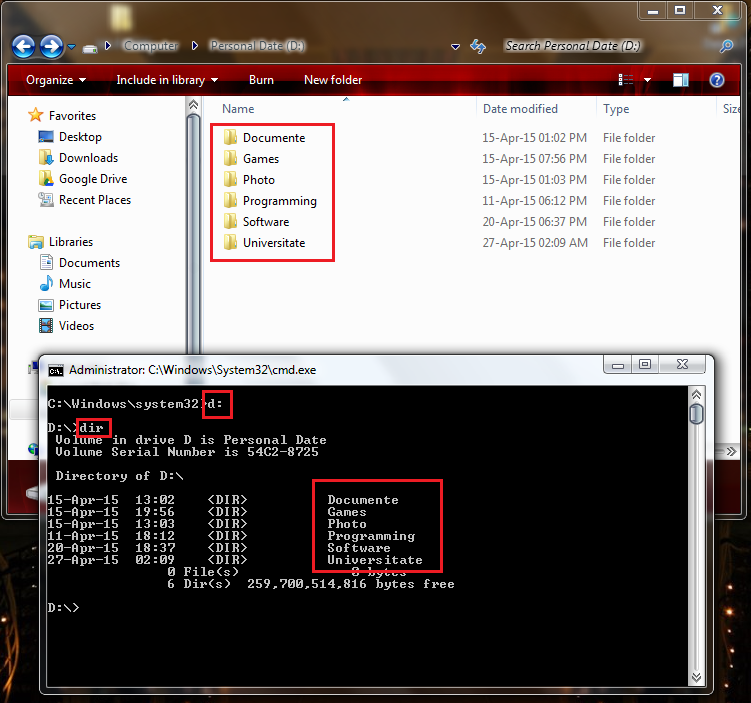 Computer Personal Date (D:) Search Personal Date (D:)
Organize Include in library Burn New folder
Name Date modified Type Size
Favorites
Desktop
Downloads
Google Drive
Recent Places
Libraries
Documents
Music
Pictures
Videos
Documente 15-Apr-15 01:02 PM File folder
Games 15-Apr-15 07:56 PM File folder
Photo 15-Apr-15 01:03 PM File folder
Programming 11-Apr-15 06:12 PM File folder
Software 20-Apr-15 06:37 PM File folder
Universitate 27-Apr-15 02:09 AM File folder
Administrator: C:\Windows\System32\cmd.exe
C:\Windows\system32>d:
D:\>dir
Volume in drive D is Personal Date
Volume Serial Number is 54C2-8725
Directory of D:\
15-Apr-15 13:02 <DIR> Documente
15-Apr-15 19:56 <DIR> Games
15-Apr-15 13:03 <DIR> Photo
11-Apr-15 18:12 <DIR> Programming
20-Apr-15 18:37 <DIR> Software
27-Apr-15 02:09 <DIR> Universitate
0 File(s) 0 bytes
6 Dir(s) 259,700,514,816 bytes free
D:\>